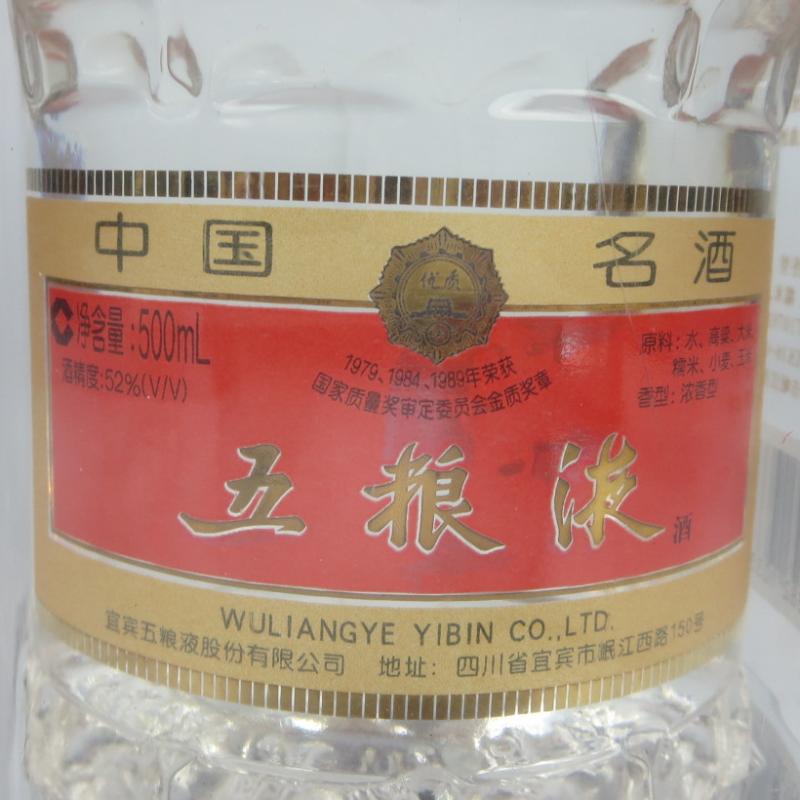 中国 名酒
优质
净含量:500mL
酒精度:52%(V/V)
1979、1984、1989年荣获
国家质量奖审定委员会金质奖章
原料:水、高粱、大米、
糯米、小麦、玉米
香型:浓香型
五粮液
酒
WULIANGYE YIBIN CO.,LTD.
宜宾五粮液股份有限公司 地址:四川省宜宾市岷江西路150号